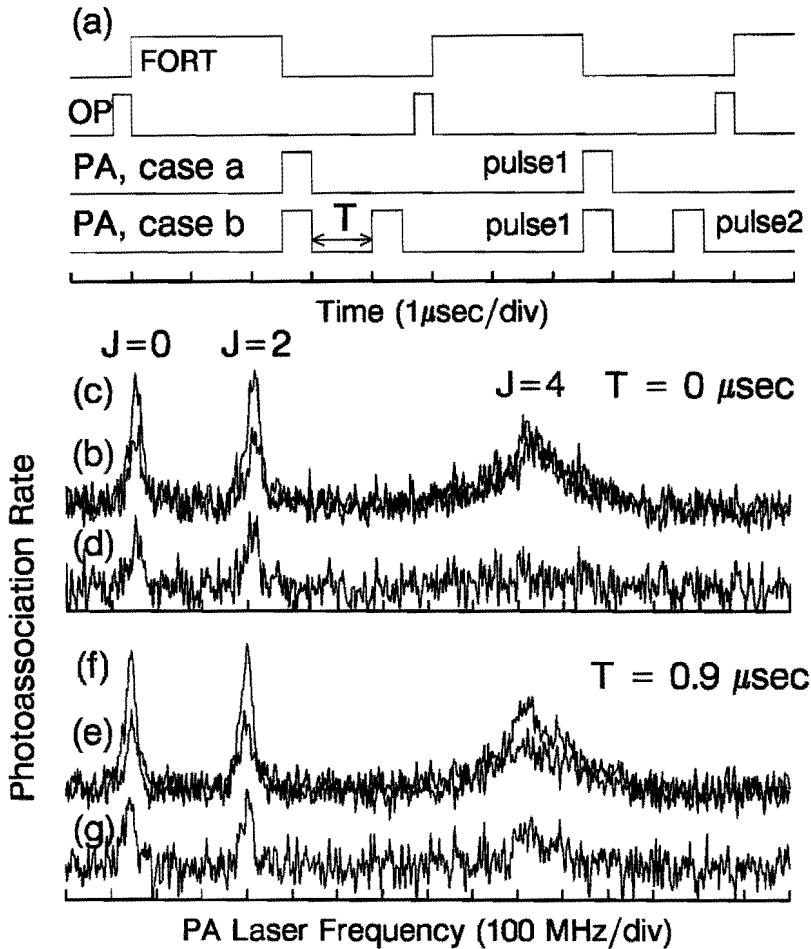 (a)
FORT
OP
PA, case a pulse1
PA, case b T pulse1 pulse2
Time (1μsec/div)
J=0 J=2 J=4 T = 0 μsec
(c)
(b)
(d)
(f) T = 0.9 μsec
(e)
(g)
Photoassociation Rate
PA Laser Frequency (100 MHz/div)